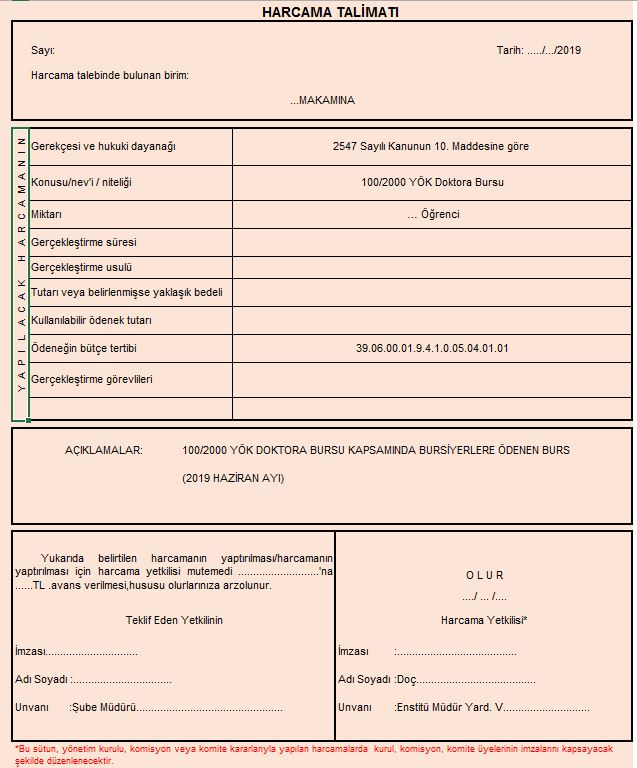 HARCAMA TALİMATI
Sayı:
Tarih: ...../.../2019
Harcama talebinde bulunan birim:
...MAKAMINA
YAPILACAK HARCAMANIN
Gerekçesi ve hukuki dayanağı
2547 Sayılı Kanunun 10. Maddesine göre
Konusu/nev'i / niteliği
100/2000 YÖK Doktora Bursu
Miktarı
... Öğrenci
Gerçekleştirme süresi
Gerçekleştirme usulü
Tutarı veya belirlenmişse yaklaşık bedeli
Kullanılabilir ödenek tutarı
Ödeneğin bütçe tertibi
39.06.00.01.9.4.1.0.05.04.01.01
Gerçekleştirme görevlileri
AÇIKLAMALAR:
100/2000 YÖK DOKTORA BURSU KAPSAMINDA BURSİYERLERE ÖDENEN BURS
(2019 HAZİRAN AYI)
Yukarıda belirtilen harcamanın yaptırılması/harcamanın
yaptırılması için harcama yetkilisi mutemedi ...........................'na
......TL .avans verilmesi,hususu olurlarınıza arzolunur.
Teklif Eden Yetkilinin
İmzası...............................
Adı Soyadı :.................................
Unvanı :Şube Müdürü.................................................
O L U R
..../ ... /....
Harcama Yetkilisi*
İmzası :........................................
Adı Soyadı :Doç........................................
Unvanı :Enstitü Müdür Yard. V.............................
*Bu sütun, yönetim kurulu, komisyon veya komite kararlarıyla yapılan harcamalarda kurul, komisyon, komite üyelerinin imzalarını kapsayacak
şekilde düzenlenecektir.